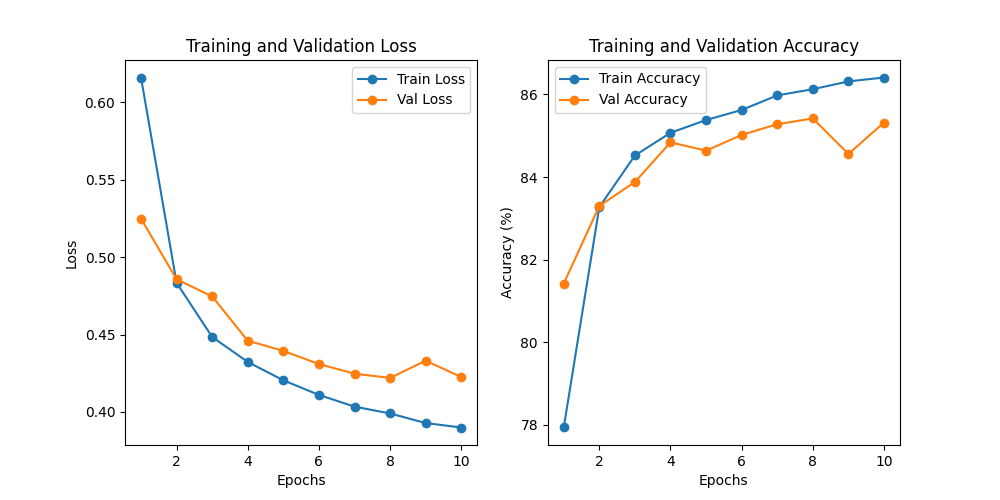 Training and Validation Loss
Train Loss
Val Loss
0.60
0.55
0.50
0.45
0.40
Loss
2 4 6 8 10
Epochs
Training and Validation Accuracy
Train Accuracy
Val Accuracy
86
84
82
80
78
Accuracy (%)
2 4 6 8 10
Epochs